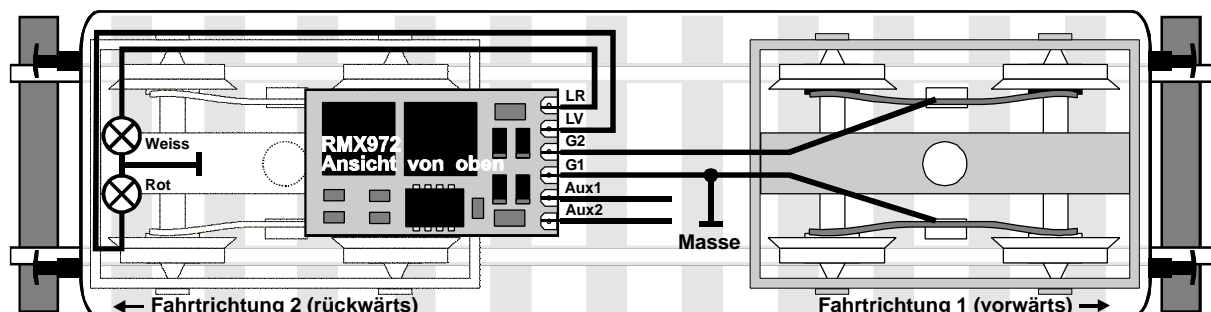 LR
LV
RMX972
Ansicht von oben
G2
G1
Aux1
Aux2
Weiss
Rot
Masse
← Fahrtrichtung 2 (rückwärts)
Fahrtrichtung 1 (vorwärts) →